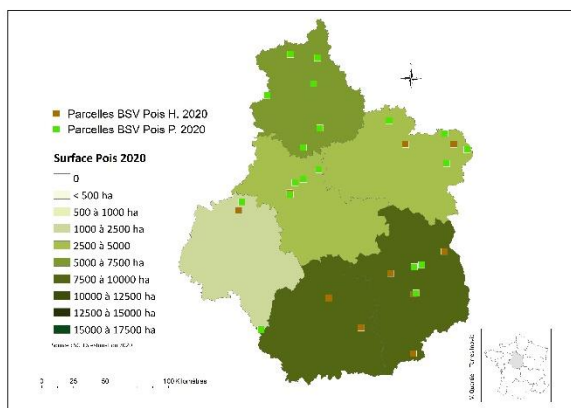 Parcelles BSV Pois H. 2020
Parcelles BSV Pois P. 2020
Surface Pois 2020
0
< 500 ha
500 à 1000 ha
1000 à 2500 ha
2500 à 5000
5000 à 7500 ha
7500 à 10000 ha
10000 à 12500 ha
12500 à 15000 ha
15000 à 17500 ha
0 25 50 75 100 Kilomètres